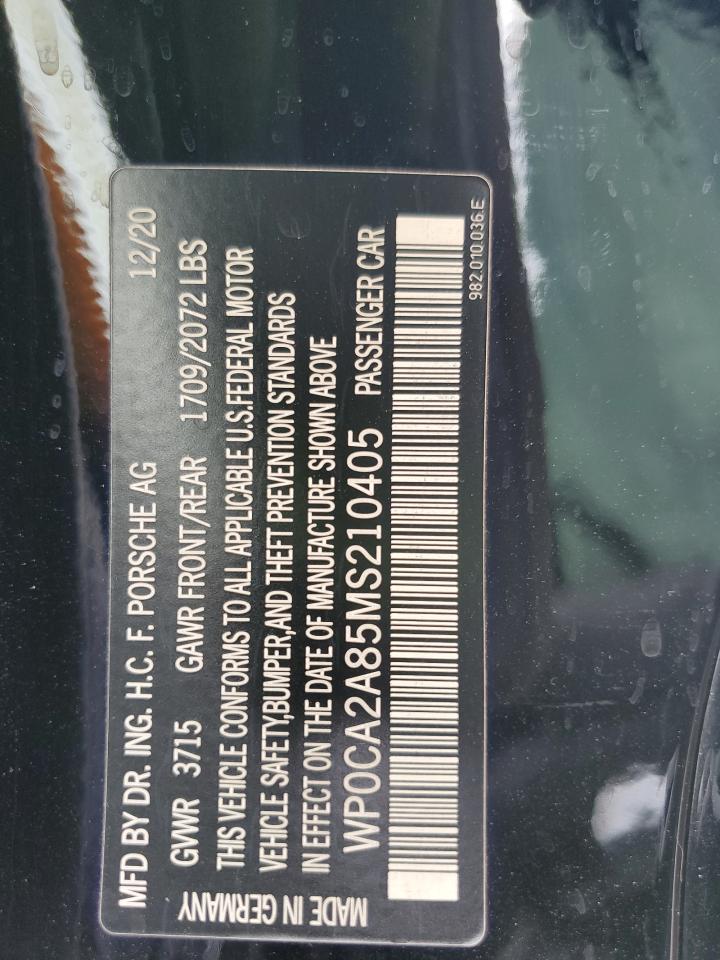 MFD BY DR. ING. H.C. F. PORSCHE AG 12/20
GVWR 3715 GAWR FRONT/REAR 1709/2072 LBS
THIS VEHICLE CONFORMS TO ALL APPLICABLE U.S.FEDERAL MOTOR
VEHICLE SAFETY,BUMPER,AND THEFT PREVENTION STANDARDS
IN EFFECT ON THE DATE OF MANUFACTURE SHOWN ABOVE
WP0CA2A85MS210405 PASSENGER CAR
982.010.036.E
MADE IN GERMANY